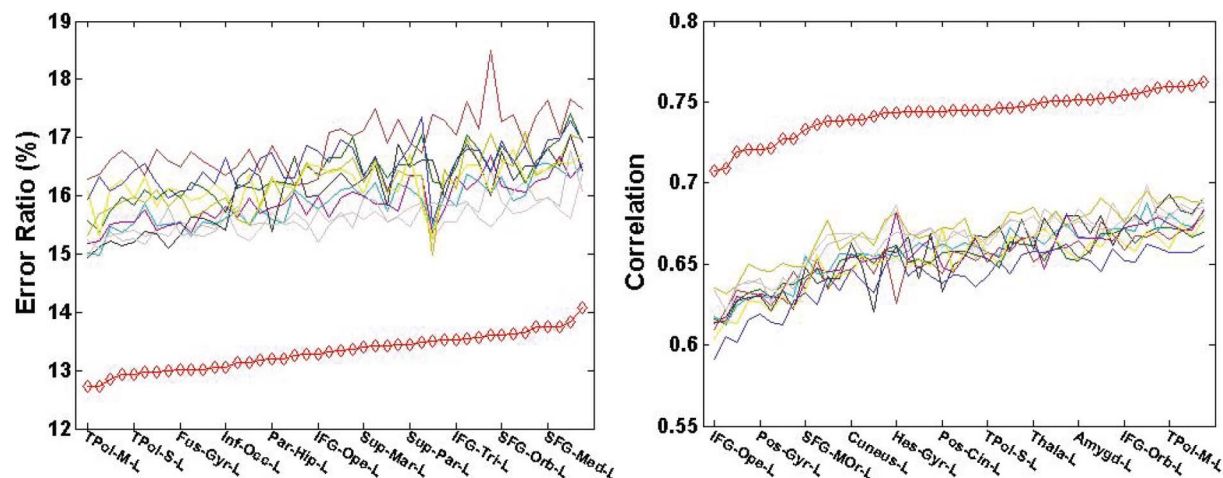 Error Ratio (%)
19
18
17
16
15
14
13
12
TPol-M-L
TPol-S-L
Fus-Gyr-L
Inf-Occ-L
Par-Hip-L
IFG-Ope-L
Sup-Mar-L
Sup-Par-L
IFG-Tri-L
SFG-Orb-L
SFG-Med-L
Correlation
0.8
0.75
0.7
0.65
0.6
0.55
IFG-Ope-L
Pos-Gyr-L
SFG-MOr-L
Cuneus-L
Hes-Gyr-L
Pos-Cin-L
TPol-S-L
Thala-L
Amygd-L
IFG-Orb-L
TPol-M-L